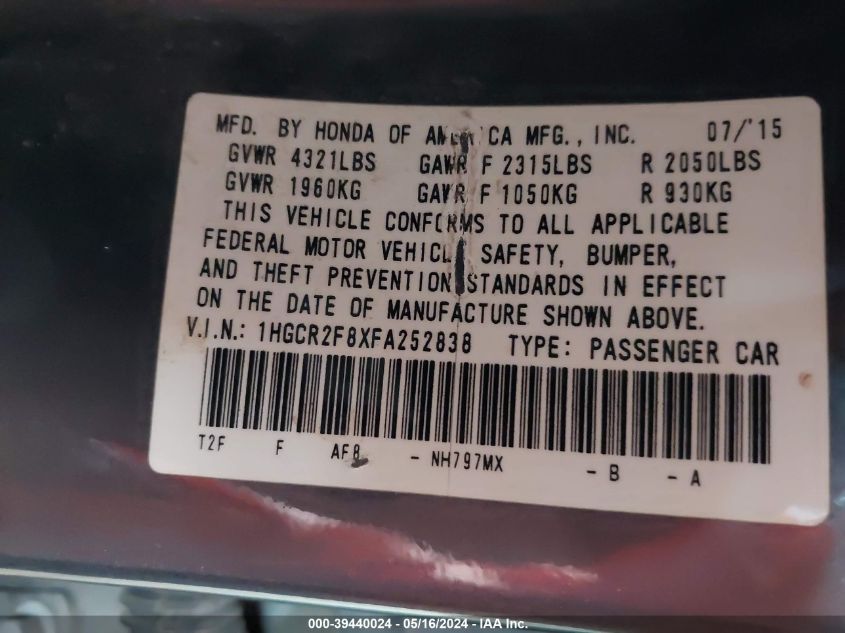 MFD. BY HONDA OF AMERICA MFG., INC. 07/'15
GVWR 4321LBS GAWR F 2315LBS R 2050LBS
GVWR 1960KG GAWR F 1050KG R 930KG
THIS VEHICLE CONFORMS TO ALL APPLICABLE
FEDERAL MOTOR VEHICLE SAFETY, BUMPER,
AND THEFT PREVENTION STANDARDS IN EFFECT
ON THE DATE OF MANUFACTURE SHOWN ABOVE.
V.I.N.: 1HGCR2F8XFA252838 TYPE: PASSENGER CAR
T2F F AF8 - NH797MX - B - A
000-39440024 - 05/16/2024 - IAA Inc.